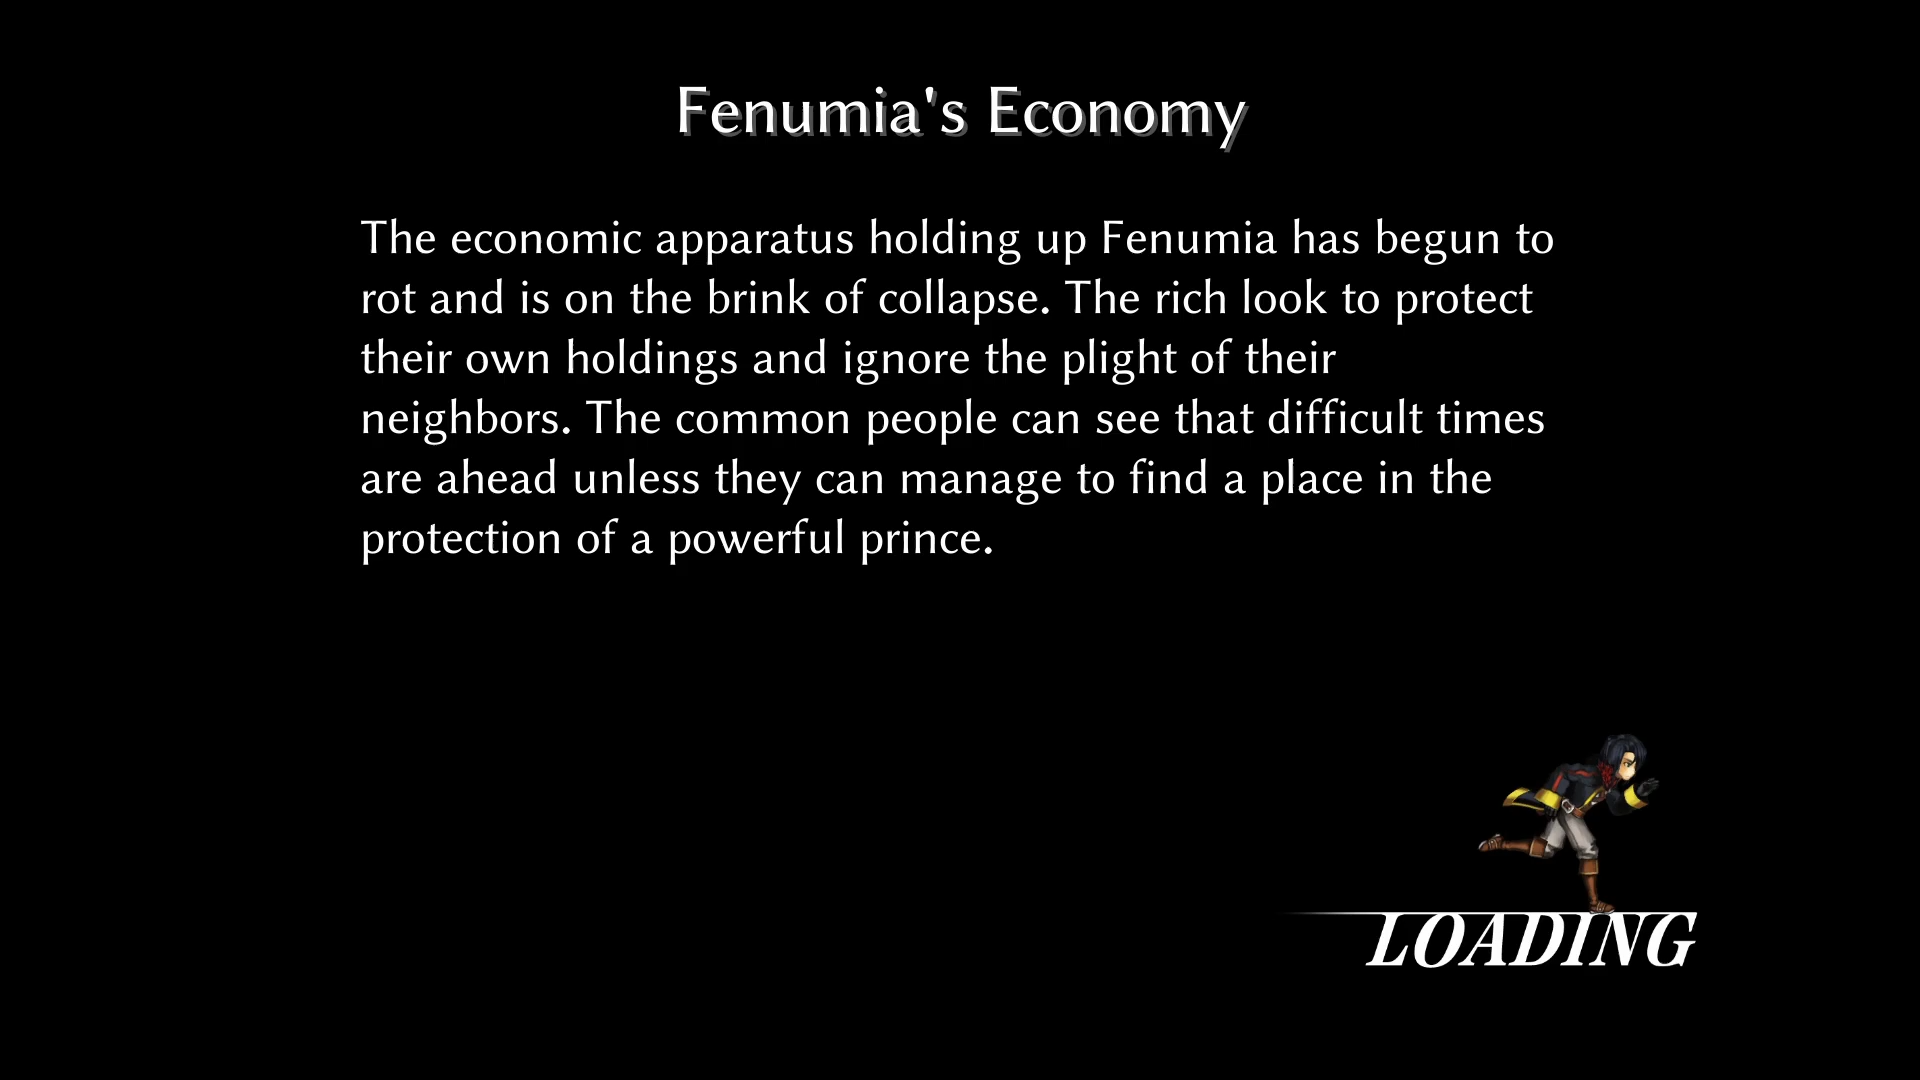 Fenumia's Economy
The economic apparatus holding up Fenumia has begun to
rot and is on the brink of collapse. The rich look to protect
their own holdings and ignore the plight of their
neighbors. The common people can see that difficult times
are ahead unless they can manage to find a place in the
protection of a powerful prince.
LOADING